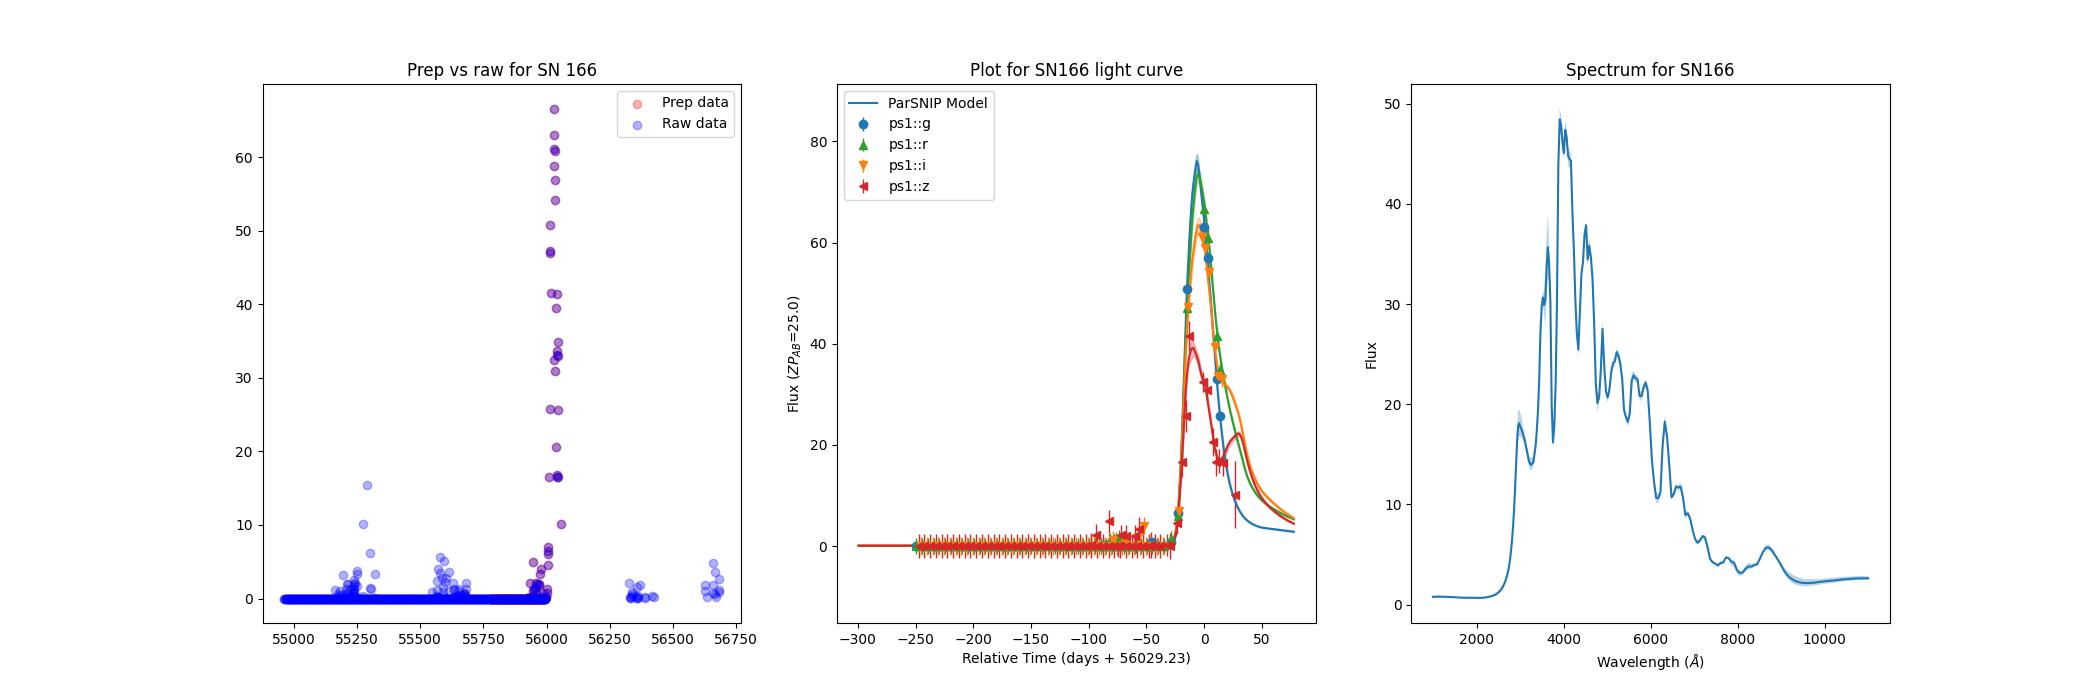 Prep vs raw for SN 166
Prep data
Raw data
60
50
40
30
20
10
0
55000 55250 55500 55750 56000 56250 56500 56750
Plot for SN166 light curve
ParSNIP Model
ps1::g
ps1::r
ps1::i
ps1::z
Flux (ZP_AB=25.0)
80
60
40
20
0
−300 −250 −200 −150 −100 −50 0 50
Relative Time (days + 56029.23)
Spectrum for SN166
Flux
50
40
30
20
10
0
2000 4000 6000 8000 10000
Wavelength (Å)